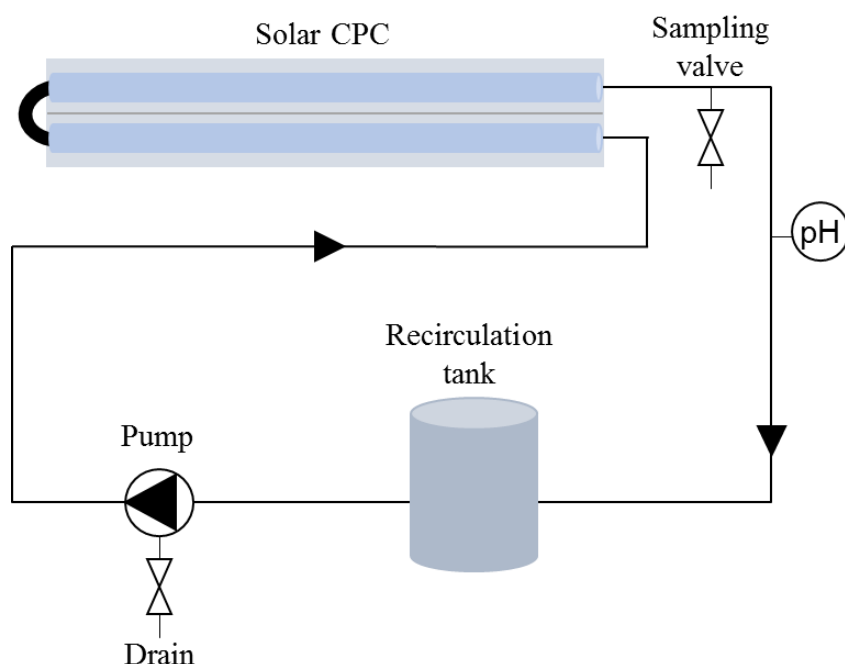 Solar CPC
Sampling
valve
pH
Recirculation
tank
Pump
Drain